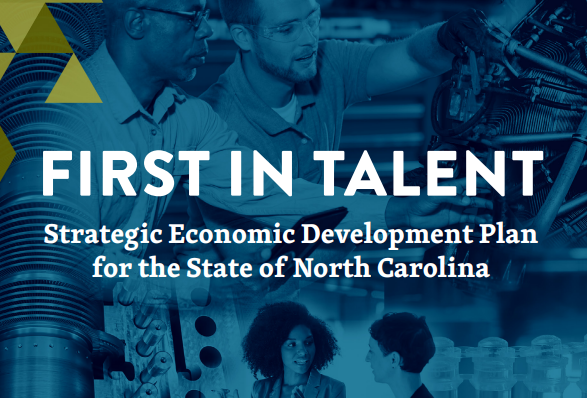 FIRST IN TALENT
Strategic Economic Development Plan
for the State of North Carolina